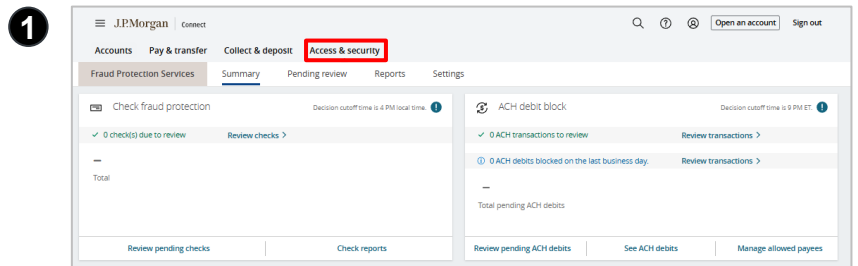 1
J.P.Morgan | Connect
Open an account Sign out
Accounts Pay & transfer Collect & deposit Access & security
Fraud Protection Services Summary Pending review Reports Settings
Check fraud protection Decision cutoff time is 4 PM local time.
0 check(s) due to review Review checks >
—
Total
Review pending checks Check reports
ACH debit block Decision cutoff time is 9 PM ET.
0 ACH transactions to review Review transactions >
0 ACH debits blocked on the last business day. Review transactions >
—
Total pending ACH debits
Review pending ACH debits See ACH debits Manage allowed payees